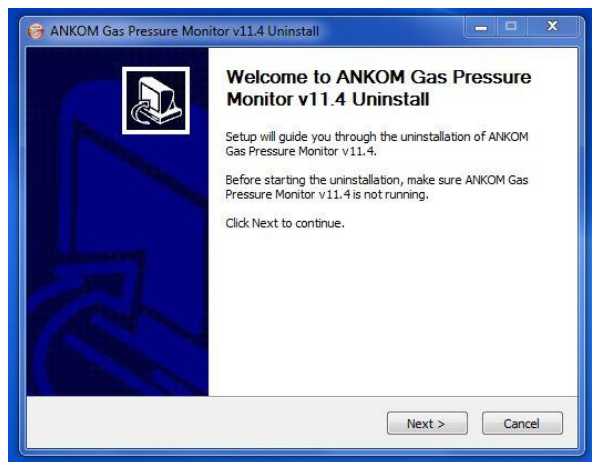 ANKOM Gas Pressure Monitor v11.4 Uninstall
Welcome to ANKOM Gas Pressure
Monitor v11.4 Uninstall
Setup will guide you through the uninstallation of ANKOM
Gas Pressure Monitor v11.4.
Before starting the uninstallation, make sure ANKOM Gas
Pressure Monitor v11.4 is not running.
Click Next to continue.
Next >
Cancel